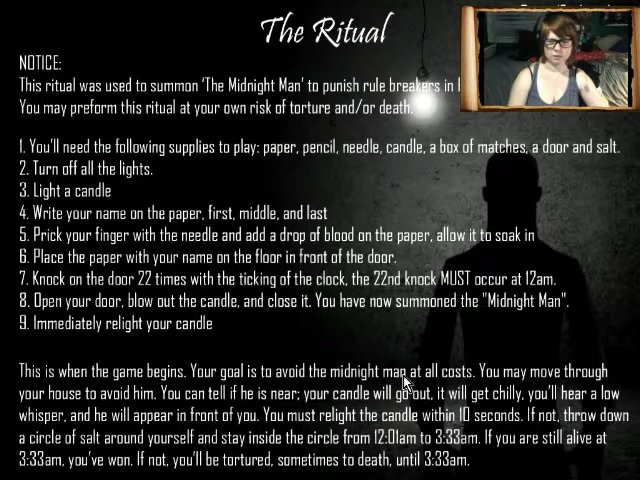 The Ritual
NOTICE:
This ritual was used to summon 'The Midnight Man' to punish rule breakers in
You may preform this ritual at your own risk of torture and/or death.
1. You'll need the following supplies to play: paper, pencil, needle, candle, a box of matches, a door and salt.
2. Turn off all the lights.
3. Light a candle
4. Write your name on the paper, first, middle, and last
5. Prick your finger with the needle and add a drop of blood on the paper, allow it to soak in
6. Place the paper with your name on the floor in front of the door.
7. Knock on the door 22 times with the ticking of the clock, the 22nd knock MUST occur at 12am.
8. Open your door, blow out the candle, and close it. You have now summoned the "Midnight Man".
9. Immediately relight your candle
This is when the game begins. Your goal is to avoid the midnight man at all costs. You may move through
your house to avoid him. You can tell if he is near; your candle will go out, it will get chilly, you'll hear a low
whisper, and he will appear in front of you. You must relight the candle within 10 seconds. If not, throw down
a circle of salt around yourself and stay inside the circle from 12:01am to 3:33am. If you are still alive at
3:33am, you've won. If not, you'll be tortured, sometimes to death, until 3:33am.